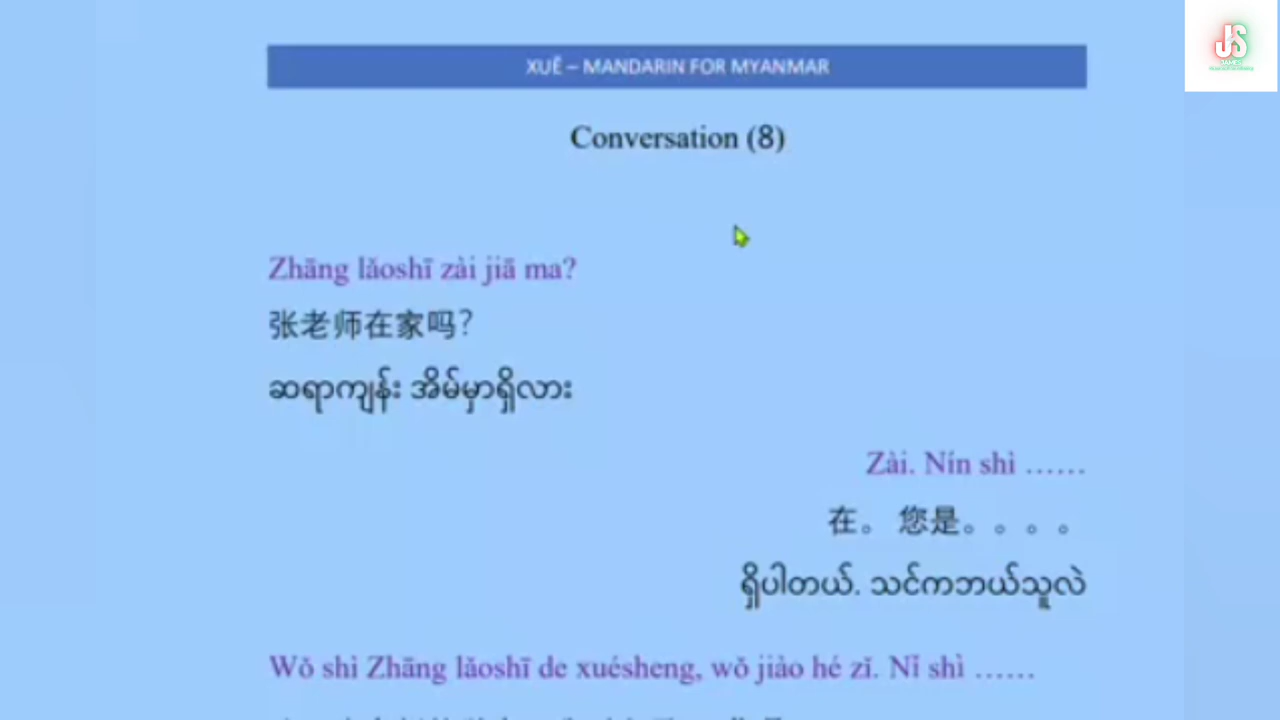 XUĒ – MANDARIN FOR MYANMAR
JS
Conversation (8)
Zhāng lǎoshī zài jiā ma?
张老师在家吗？
ဆရာကျန်း အိမ်မှာရှိလား
Zài. Nín shì ……
在。 您是。。。。
ရှိပါတယ်. သင်ကဘယ်သူလဲ
Wǒ shì Zhāng lǎoshī de xuésheng, wǒ jiào hé zǐ. Nǐ shì ……